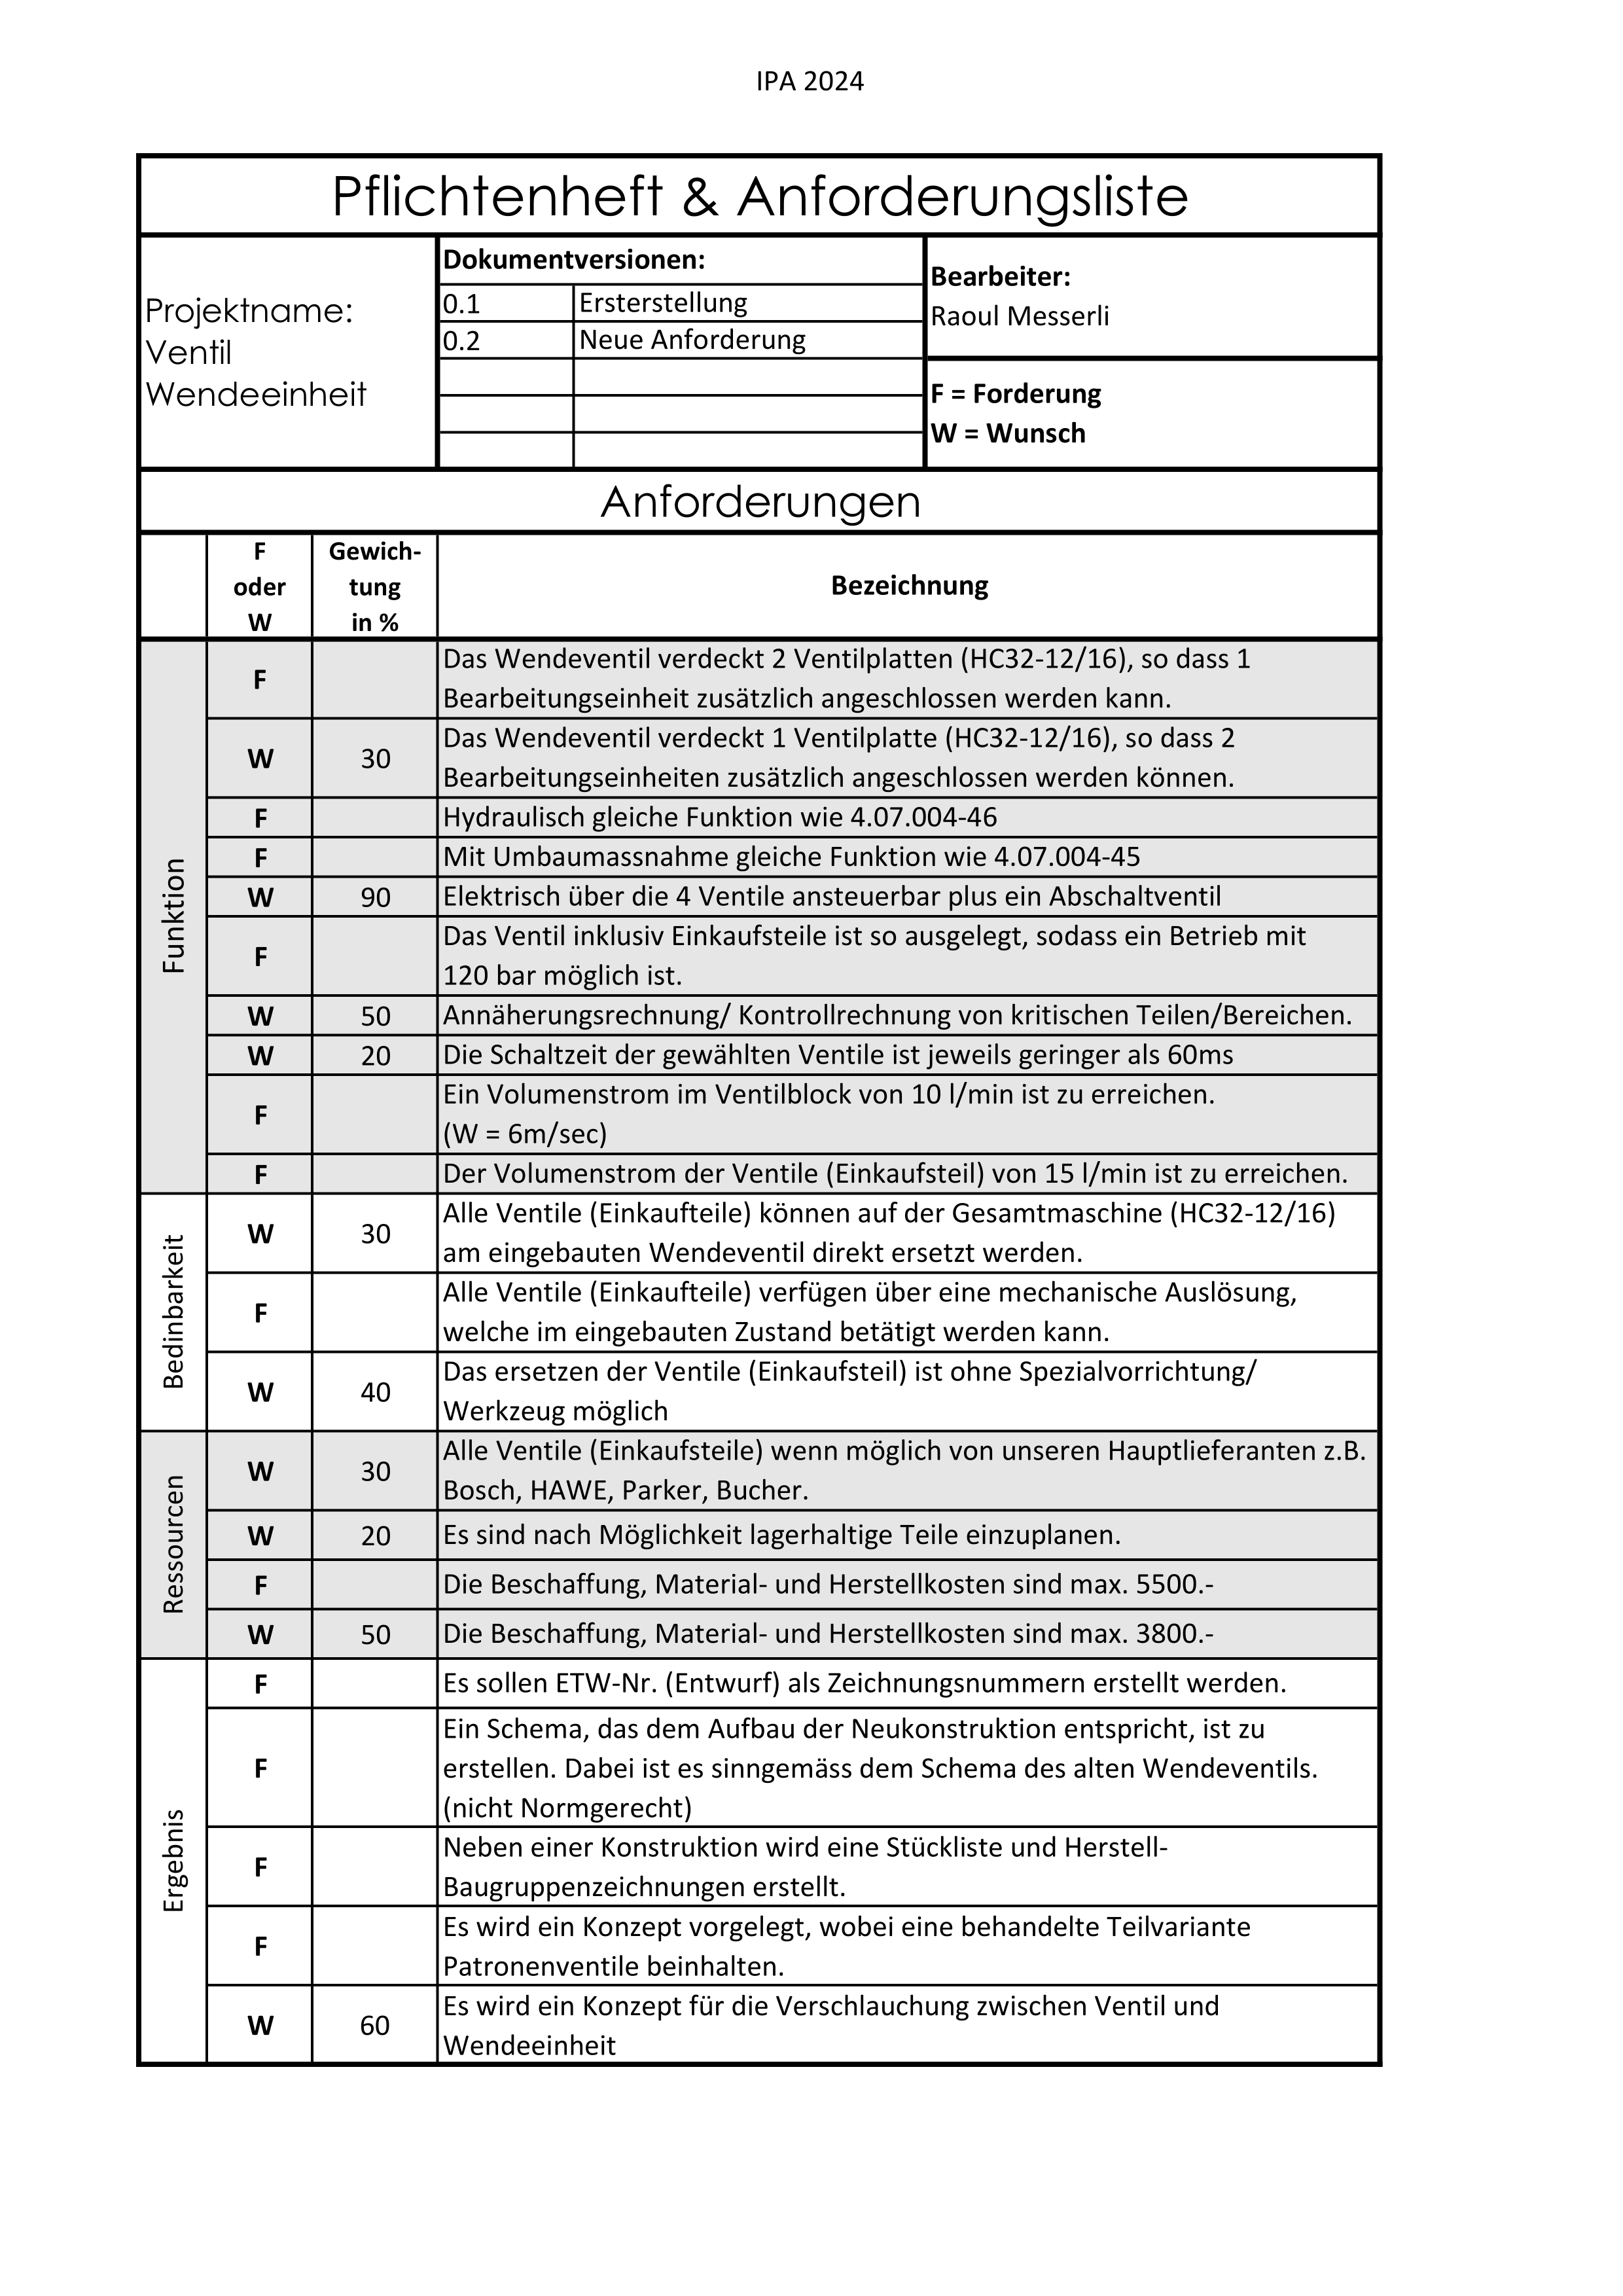 IPA 2024
Pflichtenheft & Anforderungsliste
Projektname:
Ventil
Wendeeinheit
Dokumentversionen:
0.1 Ersterstellung
0.2 Neue Anforderung
Bearbeiter:
Raoul Messerli
F = Forderung
W = Wunsch
Anforderungen
F
oder
W
Gewich-
tung
in %
Bezeichnung
Funktion
F
Das Wendeventil verdeckt 2 Ventilplatten (HC32-12/16), so dass 1
Bearbeitungseinheit zusätzlich angeschlossen werden kann.
W 30
Das Wendeventil verdeckt 1 Ventilplatte (HC32-12/16), so dass 2
Bearbeitungseinheiten zusätzlich angeschlossen werden können.
F Hydraulisch gleiche Funktion wie 4.07.004-46
F Mit Umbaumassnahme gleiche Funktion wie 4.07.004-45
W 90 Elektrisch über die 4 Ventile ansteuerbar plus ein Abschaltventil
F
Das Ventil inklusiv Einkaufsteile ist so ausgelegt, sodass ein Betrieb mit
120 bar möglich ist.
W 50 Annäherungsrechnung/ Kontrollrechnung von kritischen Teilen/Bereichen.
W 20 Die Schaltzeit der gewählten Ventile ist jeweils geringer als 60ms
F
Ein Volumenstrom im Ventilblock von 10 l/min ist zu erreichen.
(W = 6m/sec)
F Der Volumenstrom der Ventile (Einkaufsteil) von 15 l/min ist zu erreichen.
Bedinbarkeit
W 30
Alle Ventile (Einkaufteile) können auf der Gesamtmaschine (HC32-12/16)
am eingebauten Wendeventil direkt ersetzt werden.
F
Alle Ventile (Einkaufteile) verfügen über eine mechanische Auslösung,
welche im eingebauten Zustand betätigt werden kann.
W 40
Das ersetzen der Ventile (Einkaufsteil) ist ohne Spezialvorrichtung/
Werkzeug möglich
Ressourcen
W 30
Alle Ventile (Einkaufsteile) wenn möglich von unseren Hauptlieferanten z.B.
Bosch, HAWE, Parker, Bucher.
W 20 Es sind nach Möglichkeit lagerhaltige Teile einzuplanen.
F Die Beschaffung, Material- und Herstellkosten sind max. 5500.-
W 50 Die Beschaffung, Material- und Herstellkosten sind max. 3800.-
Ergebnis
F Es sollen ETW-Nr. (Entwurf) als Zeichnungsnummern erstellt werden.
F
Ein Schema, das dem Aufbau der Neukonstruktion entspricht, ist zu
erstellen. Dabei ist es sinngemäss dem Schema des alten Wendeventils.
(nicht Normgerecht)
F
Neben einer Konstruktion wird eine Stückliste und Herstell-
Baugruppenzeichnungen erstellt.
F
Es wird ein Konzept vorgelegt, wobei eine behandelte Teilvariante
Patronenventile beinhalten.
W 60
Es wird ein Konzept für die Verschlauchung zwischen Ventil und
Wendeeinheit